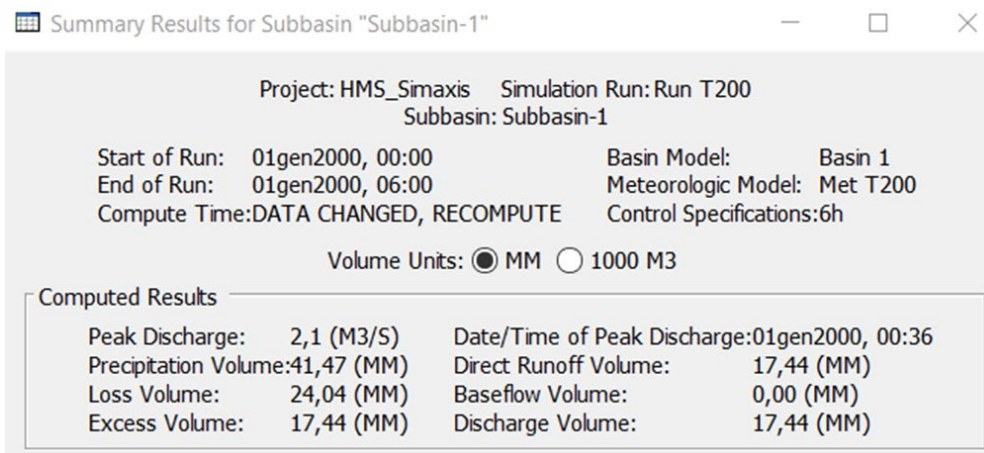 Summary Results for Subbasin "Subbasin-1"
Project: HMS_Simaxis Simulation Run: Run T200
Subbasin: Subbasin-1
Start of Run: 01gen2000, 00:00 Basin Model: Basin 1
End of Run: 01gen2000, 06:00 Meteorologic Model: Met T200
Compute Time:DATA CHANGED, RECOMPUTE Control Specifications:6h
Volume Units: MM 1000 M3
Computed Results
Peak Discharge: 2,1 (M3/S) Date/Time of Peak Discharge:01gen2000, 00:36
Precipitation Volume:41,47 (MM) Direct Runoff Volume: 17,44 (MM)
Loss Volume: 24,04 (MM) Baseflow Volume: 0,00 (MM)
Excess Volume: 17,44 (MM) Discharge Volume: 17,44 (MM)